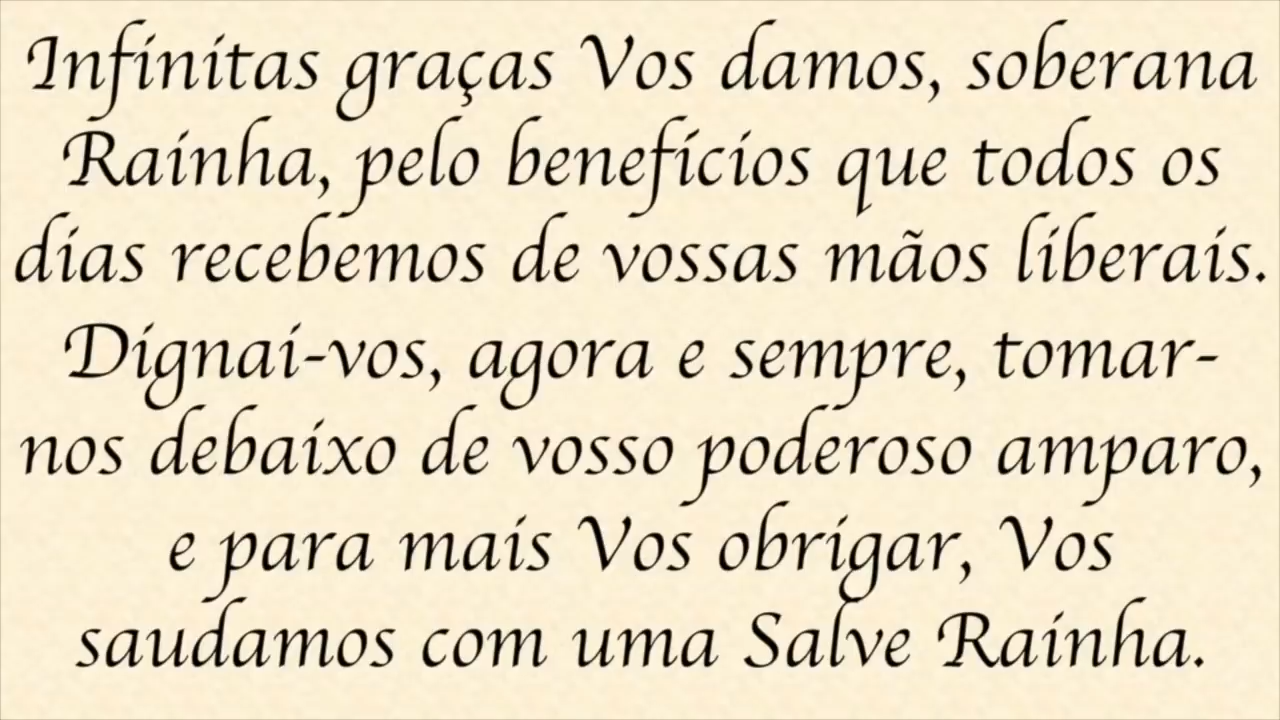 Infinitas graças Vos damos, soberana
Rainha, pelo benefícios que todos os
dias recebemos de vossas mãos liberais.
Dignai-vos, agora e sempre, tomar-
nos debaixo de vosso poderoso amparo,
e para mais Vos obrigar, Vos
saudamos com uma Salve Rainha.